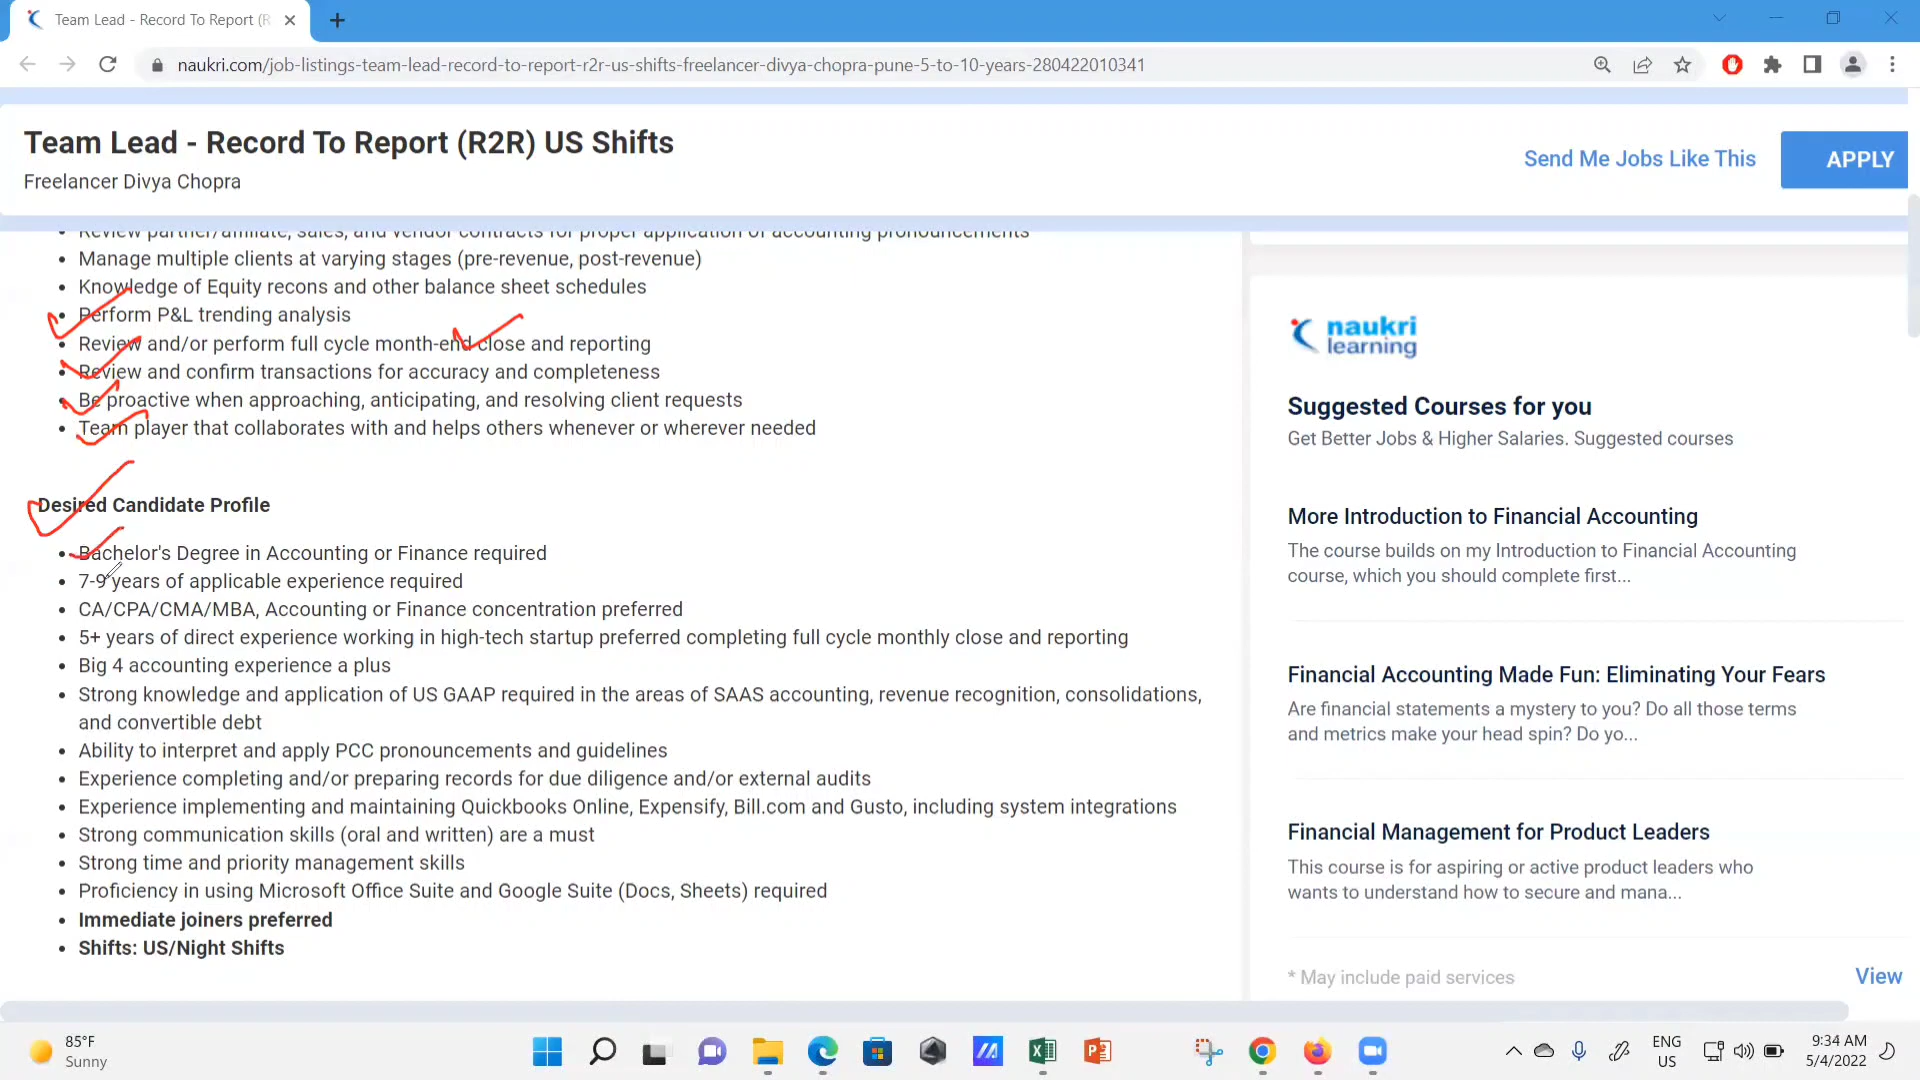 Team Lead - Record To Report (R
naukri.com/job-listings-team-lead-record-to-report-r2r-us-shifts-freelancer-divya-chopra-pune-5-to-10-years-280422010341
Team Lead - Record To Report (R2R) US Shifts
Freelancer Divya Chopra
Send Me Jobs Like This
APPLY
Review partner/affiliate, sales, and vendor contracts for proper application of accounting pronouncements
Manage multiple clients at varying stages (pre-revenue, post-revenue)
Knowledge of Equity recons and other balance sheet schedules
Perform P&L trending analysis
Review and/or perform full cycle month-end close and reporting
Review and confirm transactions for accuracy and completeness
Be proactive when approaching, anticipating, and resolving client requests
Team player that collaborates with and helps others whenever or wherever needed
Desired Candidate Profile
Bachelor's Degree in Accounting or Finance required
7-9 years of applicable experience required
CA/CPA/CMA/MBA, Accounting or Finance concentration preferred
5+ years of direct experience working in high-tech startup preferred completing full cycle monthly close and reporting
Big 4 accounting experience a plus
Strong knowledge and application of US GAAP required in the areas of SAAS accounting, revenue recognition, consolidations,
and convertible debt
Ability to interpret and apply PCC pronouncements and guidelines
Experience completing and/or preparing records for due diligence and/or external audits
Experience implementing and maintaining Quickbooks Online, Expensify, Bill.com and Gusto, including system integrations
Strong communication skills (oral and written) are a must
Strong time and priority management skills
Proficiency in using Microsoft Office Suite and Google Suite (Docs, Sheets) required
Immediate joiners preferred
Shifts: US/Night Shifts
naukri
learning
Suggested Courses for you
Get Better Jobs & Higher Salaries. Suggested courses
More Introduction to Financial Accounting
The course builds on my Introduction to Financial Accounting
course, which you should complete first...
Financial Accounting Made Fun: Eliminating Your Fears
Are financial statements a mystery to you? Do all those terms
and metrics make your head spin? Do yo...
Financial Management for Product Leaders
This course is for aspiring or active product leaders who
wants to understand how to secure and mana...
* May include paid services
View
85°F
Sunny
ENG
US
9:34 AM
5/4/2022